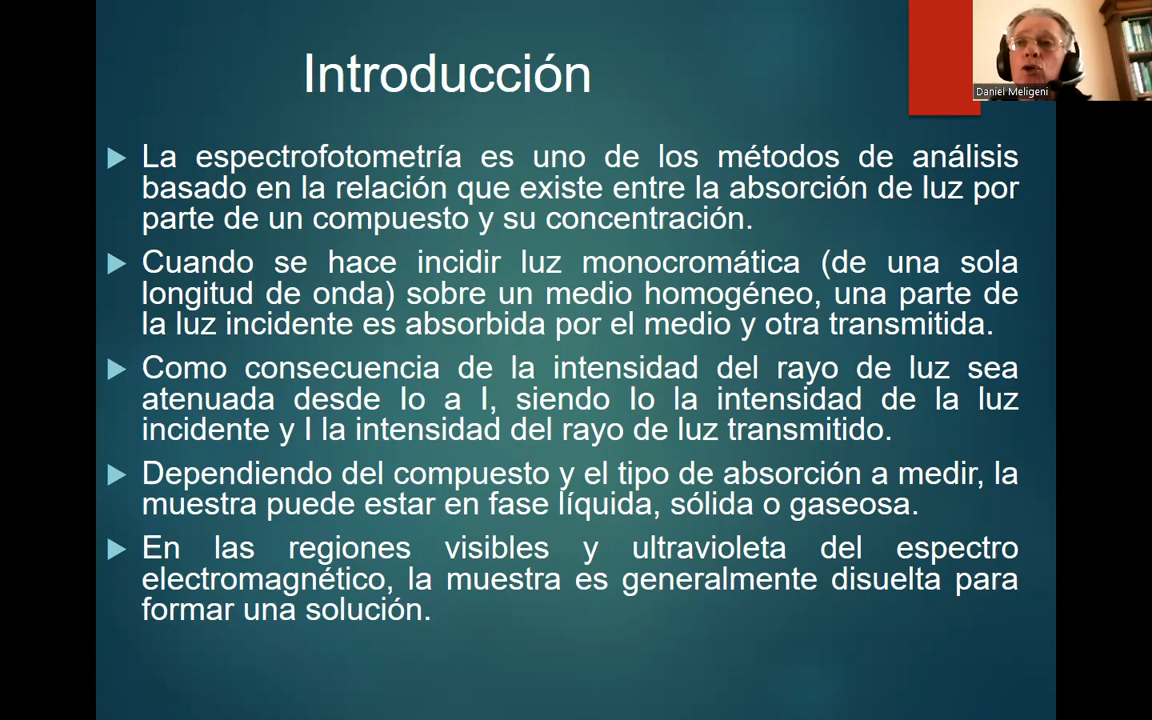 Introducción
Daniel Meligeni
La espectrofotometría es uno de los métodos de análisis
basado en la relación que existe entre la absorción de luz por
parte de un compuesto y su concentración.
Cuando se hace incidir luz monocromática (de una sola
longitud de onda) sobre un medio homogéneo, una parte de
la luz incidente es absorbida por el medio y otra transmitida.
Como consecuencia de la intensidad del rayo de luz sea
atenuada desde Io a I, siendo Io la intensidad de la luz
incidente y I la intensidad del rayo de luz transmitido.
Dependiendo del compuesto y el tipo de absorción a medir, la
muestra puede estar en fase líquida, sólida o gaseosa.
En las regiones visibles y ultravioleta del espectro
electromagnético, la muestra es generalmente disuelta para
formar una solución.